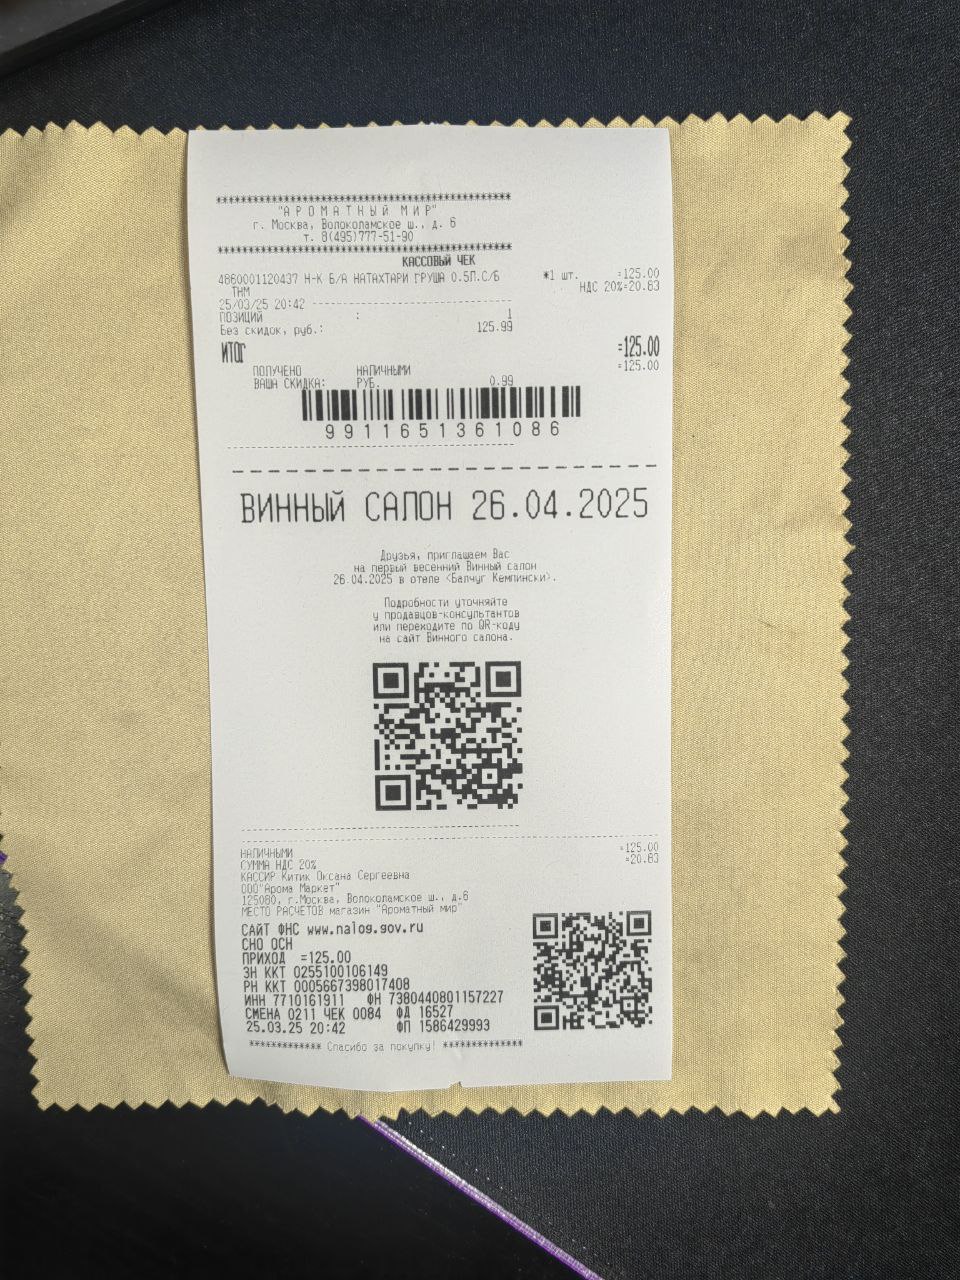 *****************************************
"АРОМАТНЫЙ МИР"
г. Москва, Волоколамское ш., д. 6
т. 8(495)777-51-90
*****************************************
КАССОВЫЙ ЧЕК
4860001120437 Н-К Б/А НАТАХТАРИ ГРУША 0.5Л.С/Б *1 шт. =125.00
ТНМ НДС 20%=20.83
25/03/25 20:42 --------------------------------
ПОЗИЦИЙ : 1
Без скидок, руб.: 125.99
ИТОГ =125.00
ПОЛУЧЕНО НАЛИЧНЫМИ =125.00
ВАША СКИДКА: РУБ. 0.99
9911651361086
ВИННЫЙ САЛОН 26.04.2025
Друзья, приглашаем Вас
на первый весенний Винный салон
26.04.2025 в отеле <Балчуг Кемпински>.
Подробности уточняйте
у продавцов-консультантов
или переходите по QR-коду
на сайт Винного салона.
НАЛИЧНЫМИ =125.00
СУММА НДС 20% =20.83
КАССИР Китик Оксана Сергеевна
ООО"Арома Маркет"
125080, г.Москва, Волоколамское ш., д.6
МЕСТО РАСЧЕТОВ магазин "Ароматный мир"
САЙТ ФНС www.nalog.gov.ru
СНО ОСН
ПРИХОД =125.00
ЗН ККТ 0255100106149
РН ККТ 0005667398017408
ИНН 7710161911 ФН 7380440801157227
СМЕНА 0211 ЧЕК 0084 ФД 16527
25.03.25 20:42 ФП 1586429993
************ Спасибо за покупку! *************